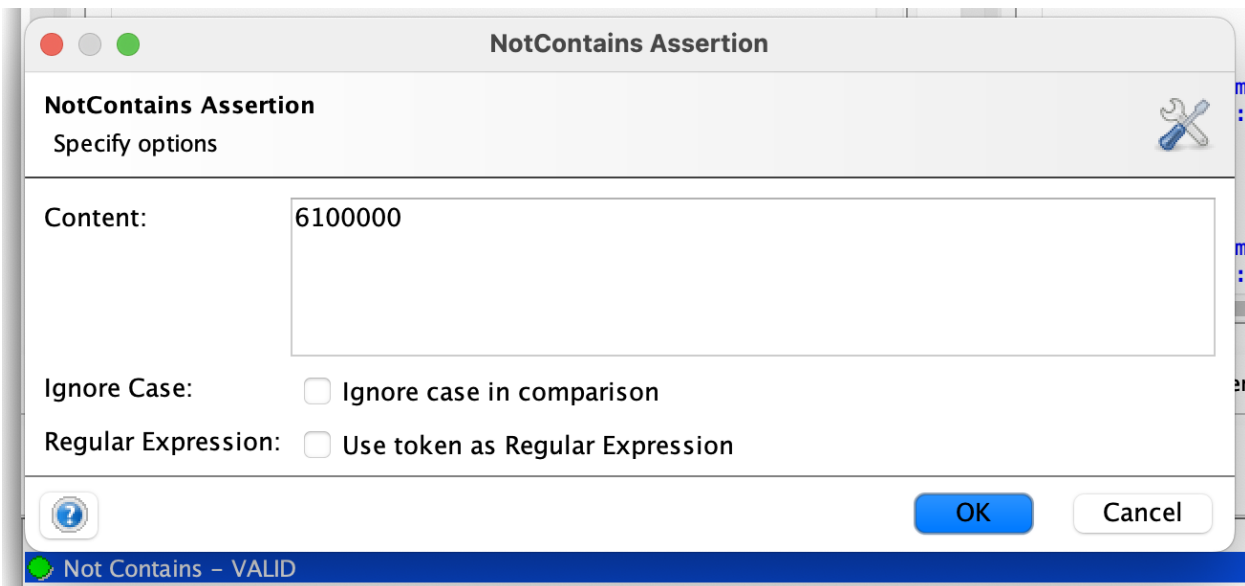 NotContains Assertion
NotContains Assertion
Specify options
Content:
6100000
Ignore Case:
Ignore case in comparison
Regular Expression:
Use token as Regular Expression
OK
Cancel
Not Contains – VALID